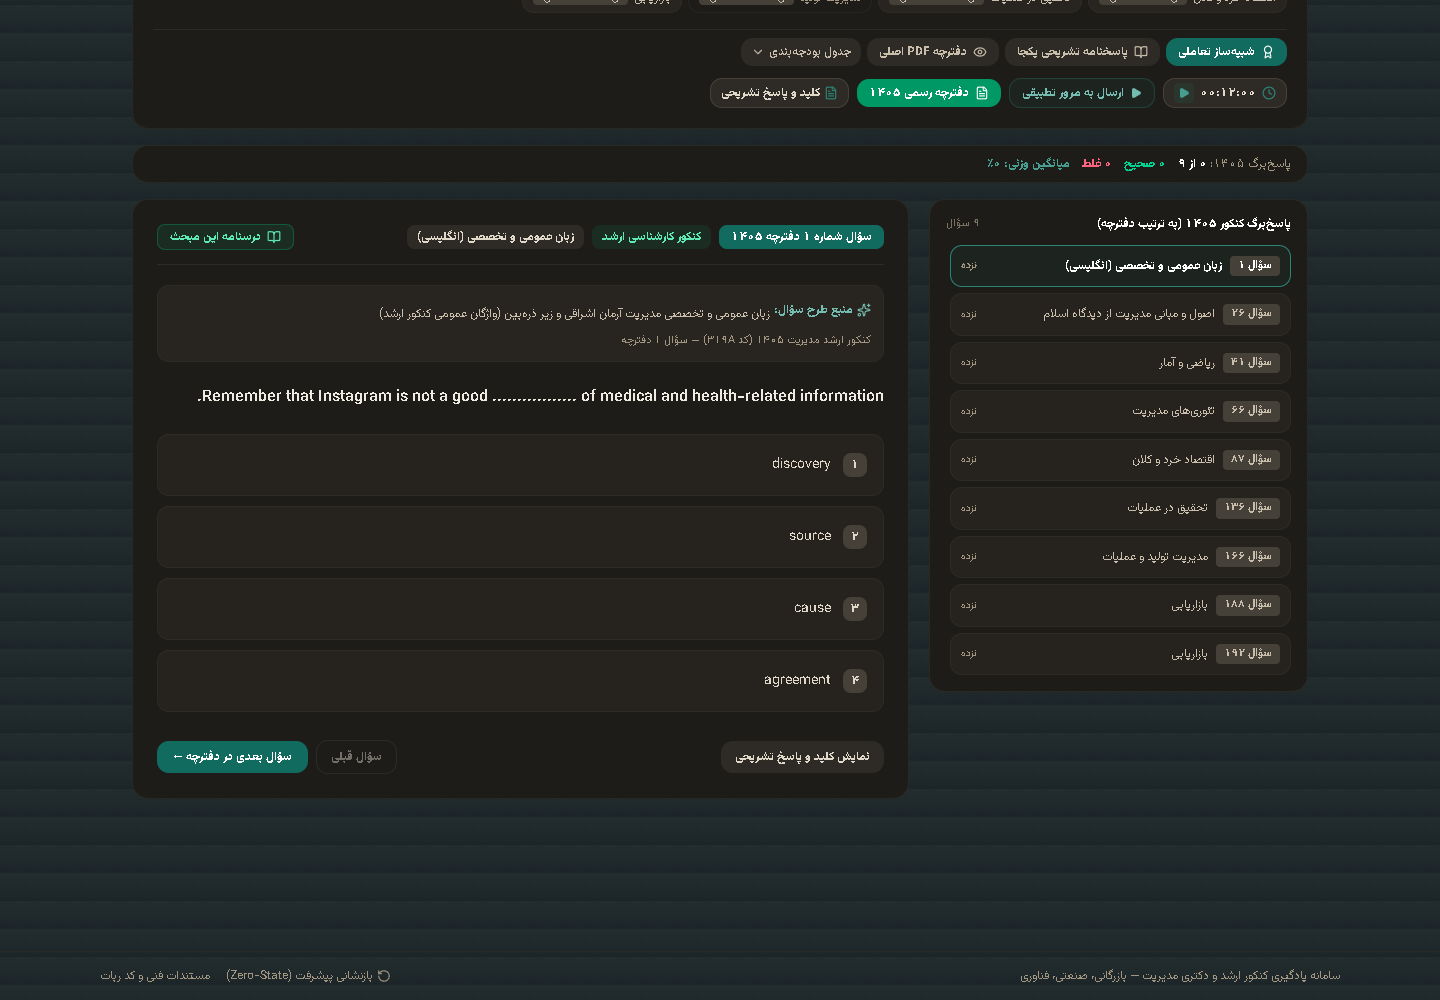 شبیه‌ساز تعاملی
پاسخنامه تشریحی یکجا
دفترچه PDF اصلی
جدول بودجه‌بندی
۰۰:۱۲:۰۰
ارسال به مرور تطبیقی
دفترچه رسمی ۱۴۰۵
کلید و پاسخ تشریحی
پاسخ‌برگ ۱۴۰۵: ۰ از ۹ ۰ صحیح ۰ غلط میانگین وزنی: ۰٪
پاسخ‌برگ کنکور ۱۴۰۵ (به ترتیب دفترچه)
۹ سؤال
سؤال ۱ زبان عمومی و تخصصی (انگلیسی) نزده
سؤال ۲۶ اصول و مبانی مدیریت از دیدگاه اسلام نزده
سؤال ۴۱ ریاضی و آمار نزده
سؤال ۶۶ تئوری‌های مدیریت نزده
سؤال ۸۷ اقتصاد خرد و کلان نزده
سؤال ۱۳۶ تحقیق در عملیات نزده
سؤال ۱۶۶ مدیریت تولید و عملیات نزده
سؤال ۱۸۸ بازاریابی نزده
سؤال ۱۹۲ بازاریابی نزده
سؤال شماره ۱ دفترچه ۱۴۰۵
کنکور کارشناسی ارشد
زبان عمومی و تخصصی (انگلیسی)
درسنامه این مبحث
منبع طرح سؤال: زبان عمومی و تخصصی مدیریت آرمان اشراقی و زیر ذره‌بین (واژگان عمومی کنکور ارشد)
کنکور ارشد مدیریت ۱۴۰۵ (کد ۳۱۹A) — سؤال ۱ دفترچه
Remember that Instagram is not a good ................ of medical and health-related information.
۱ discovery
۲ source
۳ cause
۴ agreement
نمایش کلید و پاسخ تشریحی
سؤال قبلی
سؤال بعدی در دفترچه ←
سامانه یادگیری کنکور ارشد و دکتری مدیریت — بازرگانی، صنعتی، فناوری
بازنشانی پیشرفت (Zero-State)
مستندات فنی و کد ربات